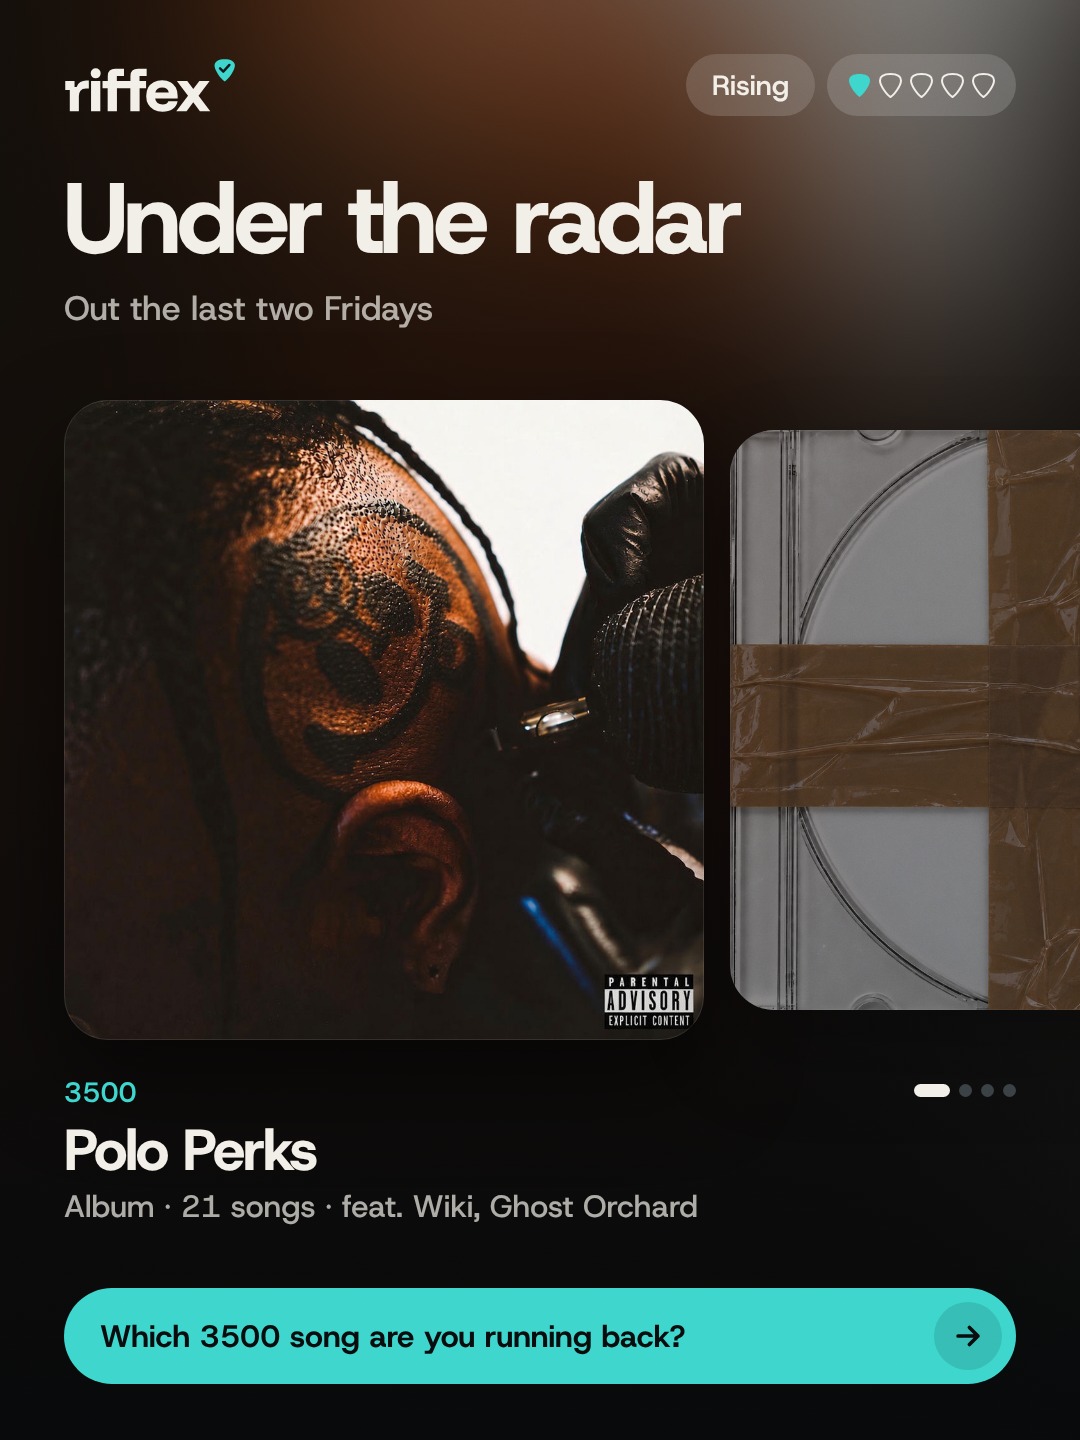 riffex
Rising
Under the radar
Out the last two Fridays
PARENTAL
ADVISORY
EXPLICIT CONTENT
3500
Polo Perks
Album · 21 songs · feat. Wiki, Ghost Orchard
Which 3500 song are you running back?